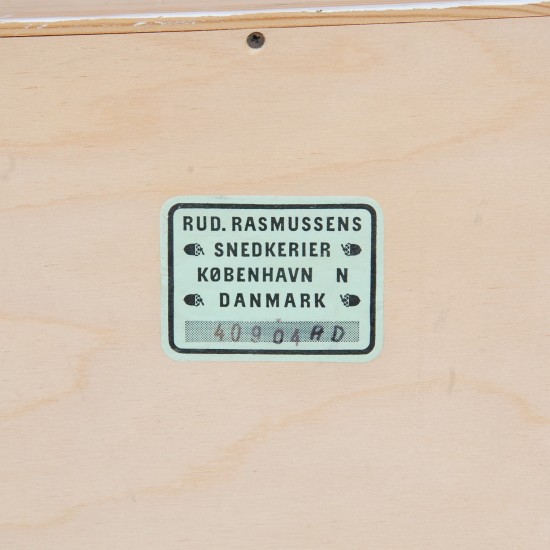 RUD. RASMUSSENS
SNEDKERIER
KØBENHAVN N
DANMARK
40904 AD